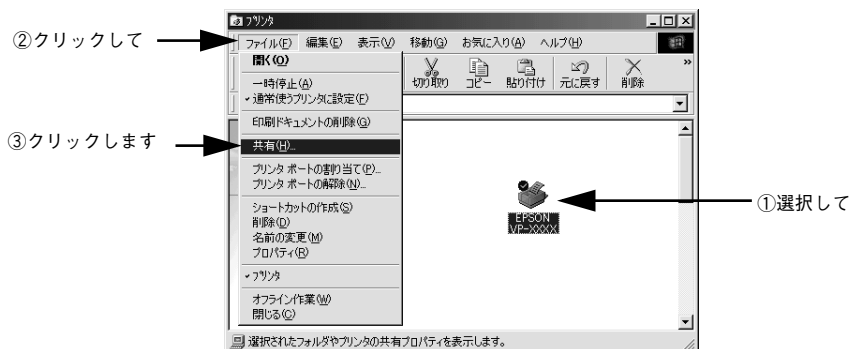 プリンタ
②クリックして
ファイル(F) 編集(E) 表示(V) 移動(G) お気に入り(A) ヘルプ(H)
開く(O)
切り取り コピー 貼り付け 元に戻す 削除 »
一時停止(A)
通常使うプリンタに設定(F)
印刷ドキュメントの削除(G)
③クリックします
共有(H)...
プリンタ ポートの割り当て(P)...
プリンタ ポートの解除(N)...
ショートカットの作成(S)
削除(D)
名前の変更(M)
プロパティ(R)
①選択して
EPSON
VP-XXXX
プリンタ
オフライン作業(W)
閉じる(C)
選択されたフォルダやプリンタの共有プロパティを表示します。